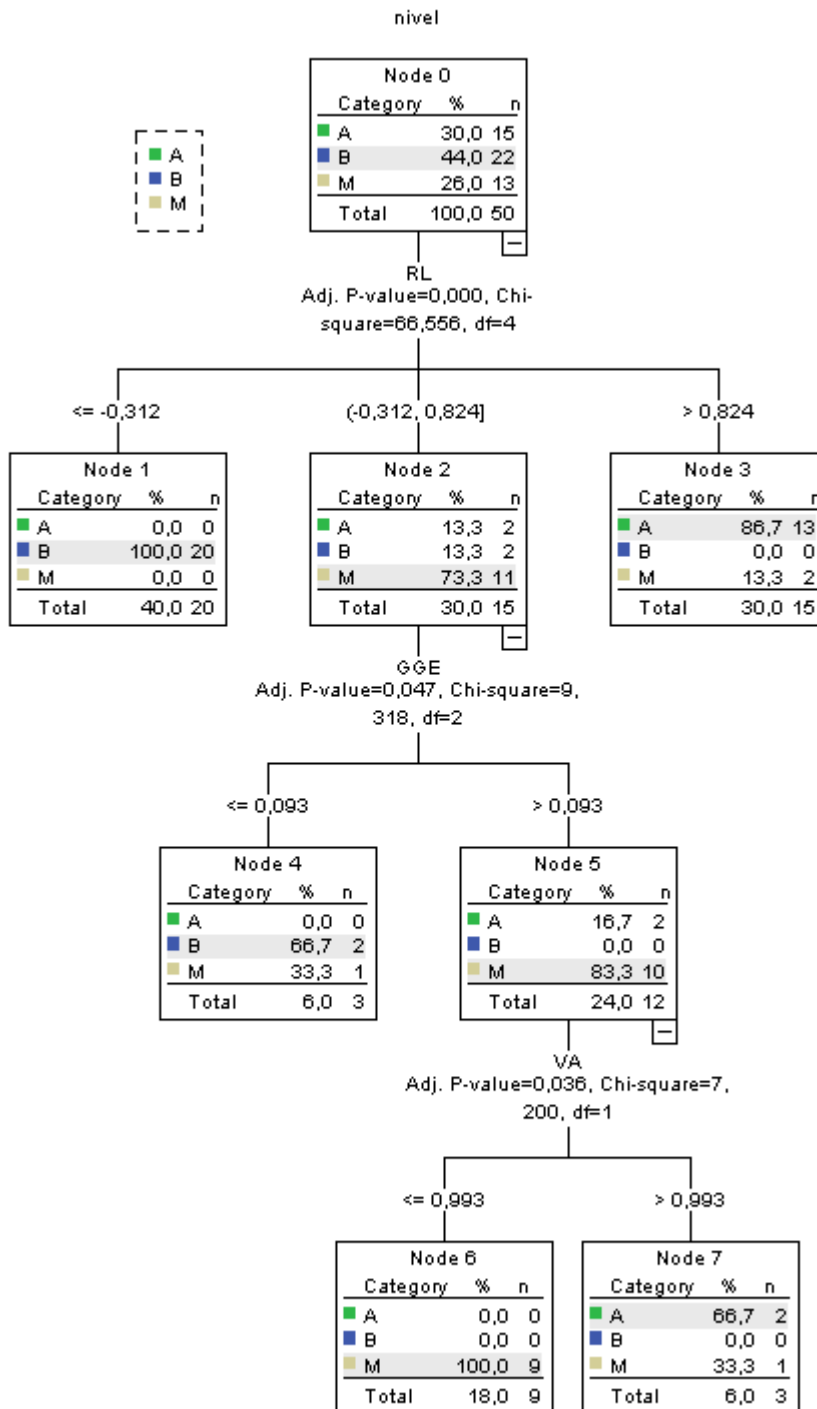 nivel
A
B
M
Node 0
Category % n
A 30,0 15
B 44,0 22
M 26,0 13
Total 100,0 50
RL
Adj. P-value=0,000, Chi-
square=66,556, df=4
<= -0,312
(-0,312, 0,824]
> 0,824
Node 1
Category % n
A 0,0 0
B 100,0 20
M 0,0 0
Total 40,0 20
Node 2
Category % n
A 13,3 2
B 13,3 2
M 73,3 11
Total 30,0 15
Node 3
Category % n
A 86,7 13
B 0,0 0
M 13,3 2
Total 30,0 15
GGE
Adj. P-value=0,047, Chi-square=9,
318, df=2
<= 0,093
> 0,093
Node 4
Category % n
A 0,0 0
B 66,7 2
M 33,3 1
Total 6,0 3
Node 5
Category % n
A 16,7 2
B 0,0 0
M 83,3 10
Total 24,0 12
VA
Adj. P-value=0,036, Chi-square=7,
200, df=1
<= 0,993
> 0,993
Node 6
Category % n
A 0,0 0
B 0,0 0
M 100,0 9
Total 18,0 9
Node 7
Category % n
A 66,7 2
B 0,0 0
M 33,3 1
Total 6,0 3